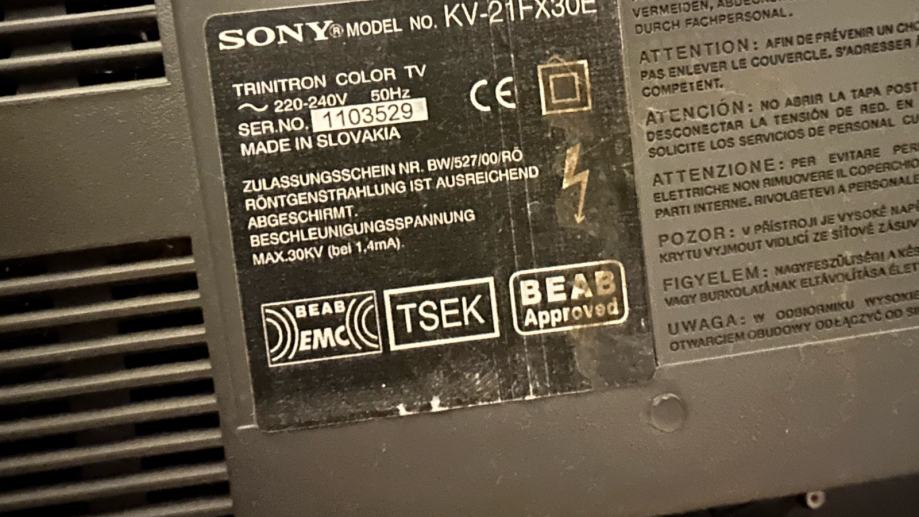 SONY® MODEL NO. KV-21FX30E
TRINITRON COLOR TV
～ 220-240V 50Hz
SER.NO. 1103529
MADE IN SLOVAKIA
CE
ZULASSUNGSSCHEIN NR. BW/527/00/RÖ
RÖNTGENSTRAHLUNG IST AUSREICHEND
ABGESCHIRMT.
BESCHLEUNIGUNGSSPANNUNG
MAX.30KV (bei 1,4mA).
BEAB
EMC
TSEK
BEAB
Approved
VERMEIDEN,
DURCH FACHPERSONAL.
ATTENTION: AFIN DE PRÉVENIR UN
PAS ENLEVER LE COUVERCLE. S'ADRESSER
COMPETENT.
ATENCIÓN: NO ABRIR LA TAPA
DESCONECTAR LA TENSIÓN DE RED. EN
SOLICITE LOS SERVICIOS DE PERSONAL
ATTENZIONE: PER EVITARE
ELETTRICHE NON RIMUOVERE IL
PARTI INTERNE. RIVOLGETEVI A
POZOR: V PŘÍSTROJI JE VYSOKÉ
KRYTU VYJMOUT VIDLICI ZE SÍŤOVÉ
FIGYELEM: NAGYFESZÜLTSÉG! A
VAGY BURKOLATÁNAK ELTÁVOLÍTÁSA
UWAGA: W ODBIORNIKU
OTWARCIEM OBUDOWY ODŁĄCZYĆ OD